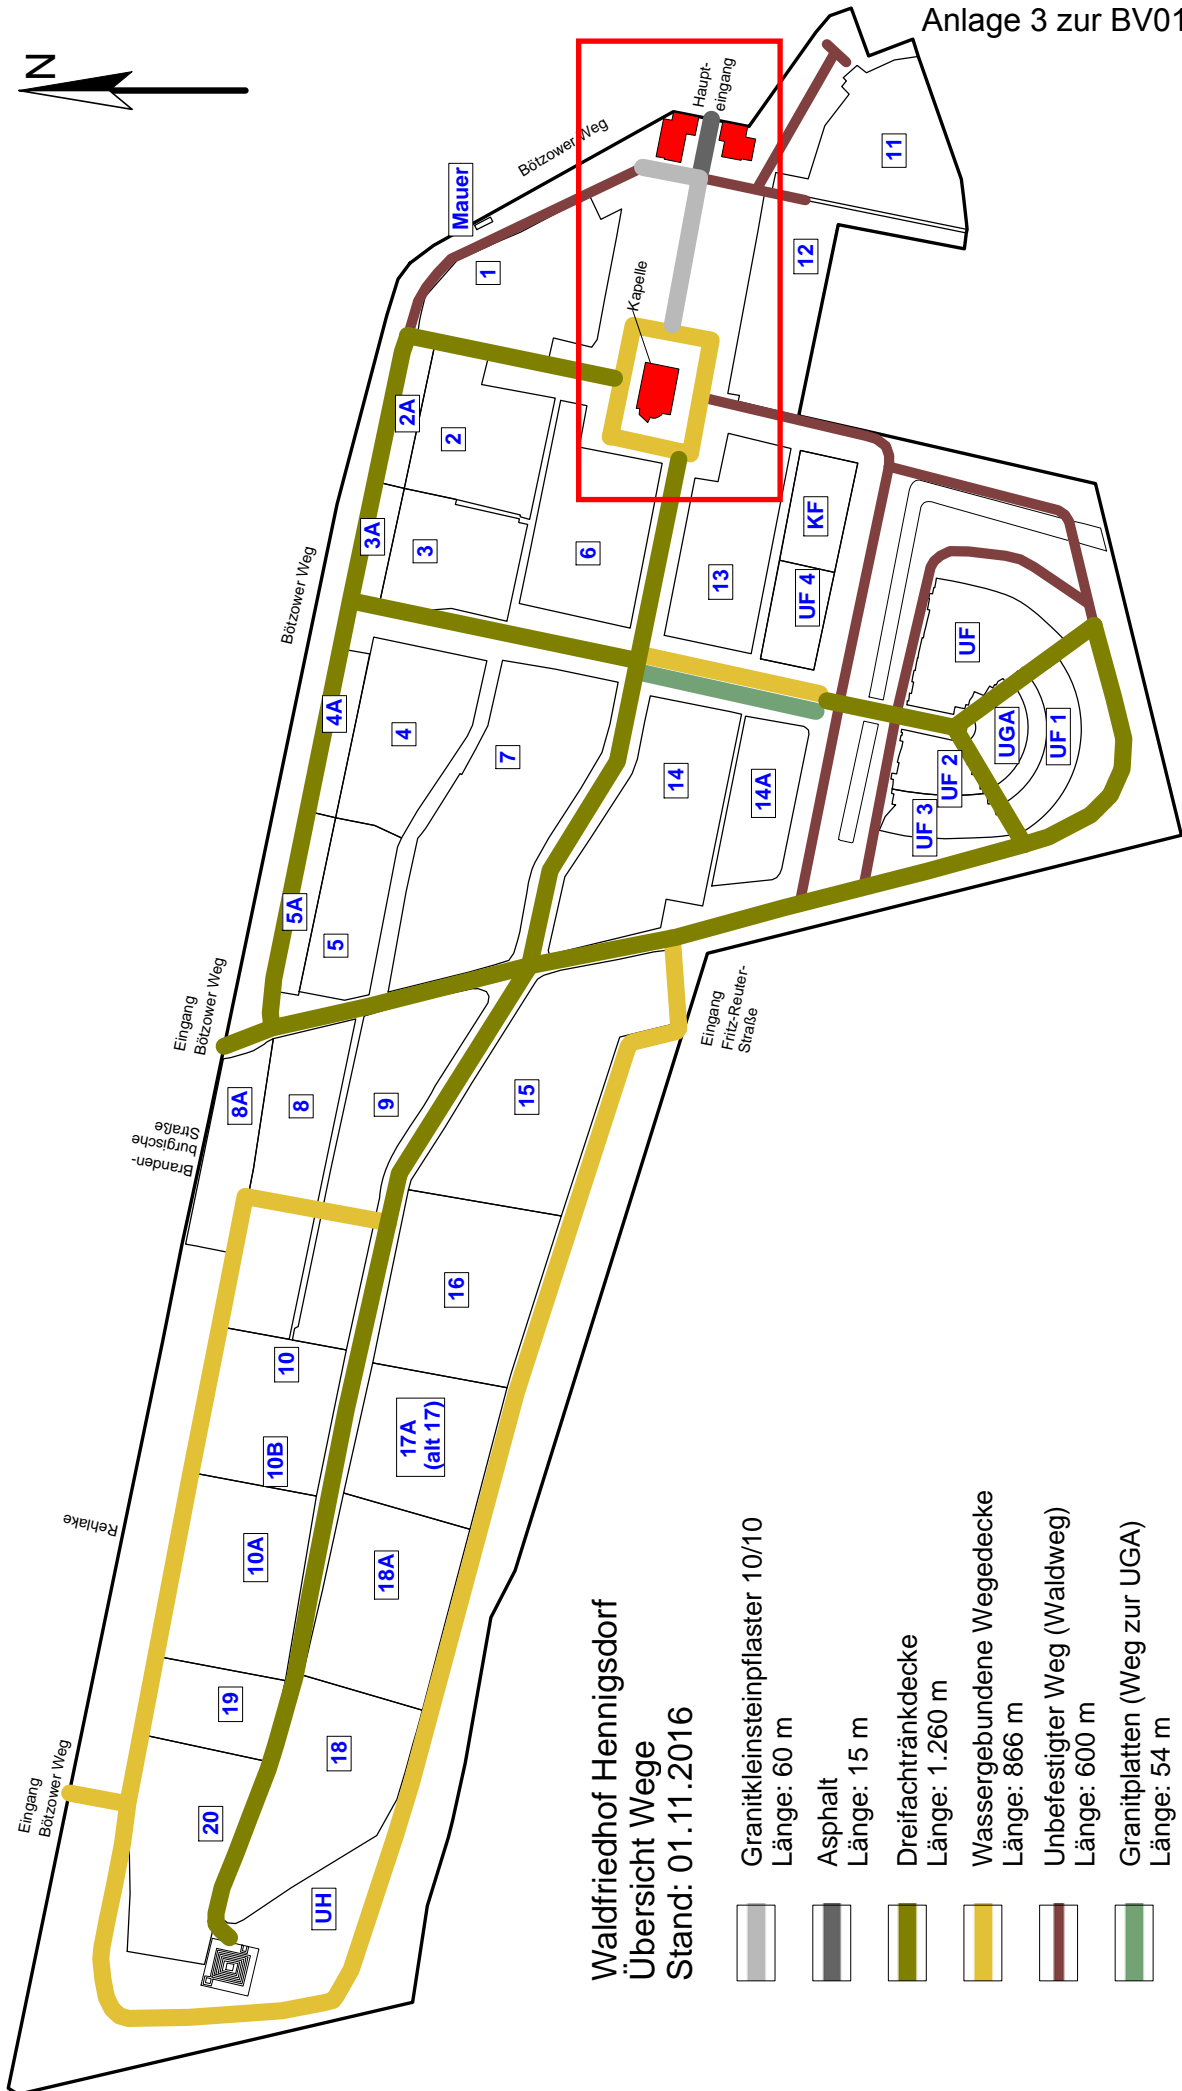 Anlage 3 zur BV01
N
Haupt-
eingang
Bötzower Weg
Mauer
11
12
1
Kapelle
2A
2
3A
3
6
KF
13
UF 4
Bötzower Weg
UF
4A
4
7
14
14A
UGA
UF 1
UF 2
UF 3
5A
5
Eingang
Bötzower Weg
Eingang
Fritz-Reuter-
Straße
8A
8
9
15
Branden-
burgische
Straße
16
10
10B
17A
(alt 17)
Rehlake
10A
18A
19
18
Eingang
Bötzower Weg
20
UH
Waldfriedhof Hennigsdorf
Übersicht Wege
Stand: 01.11.2016
Granitkleinsteinpflaster 10/10
Länge: 60 m
Asphalt
Länge: 15 m
Dreifachtränkdecke
Länge: 1.260 m
Wassergebundene Wegedecke
Länge: 866 m
Unbefestigter Weg (Waldweg)
Länge: 600 m
Granitplatten (Weg zur UGA)
Länge: 54 m